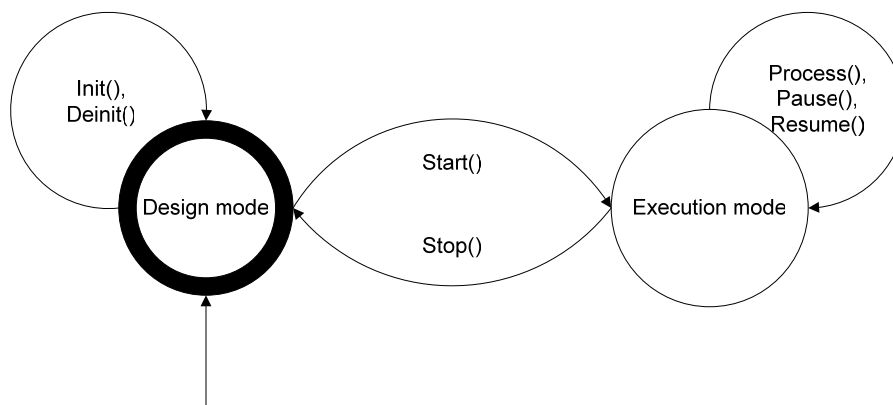 Init(),
Deinit()
Design mode
Start()
Stop()
Execution mode
Process(),
Pause(),
Resume()